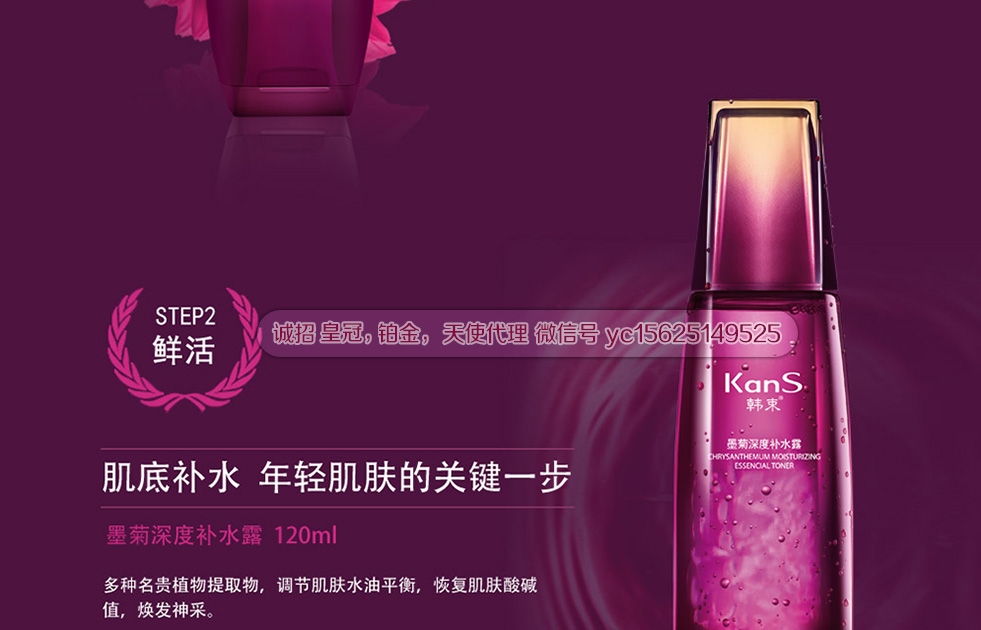 STEP2
鲜活
诚招 皇冠，铂金，天使代理 微信号 yc15625149525
KanS
韩束®
墨菊深度补水露
CHRYSANTHEMUM MOISTURIZING
ESSENCIAL TONER
肌底补水 年轻肌肤的关键一步
墨菊深度补水露 120ml
多种名贵植物提取物，调节肌肤水油平衡，恢复肌肤酸碱
值，焕发神采。